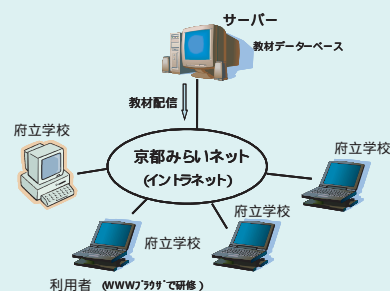 サーバー
教材データーベース
教材配信
府立学校
京都みらいネット
(イントラネット)
府立学校
府立学校
府立学校
利用者 (WWWブラウザで研修)